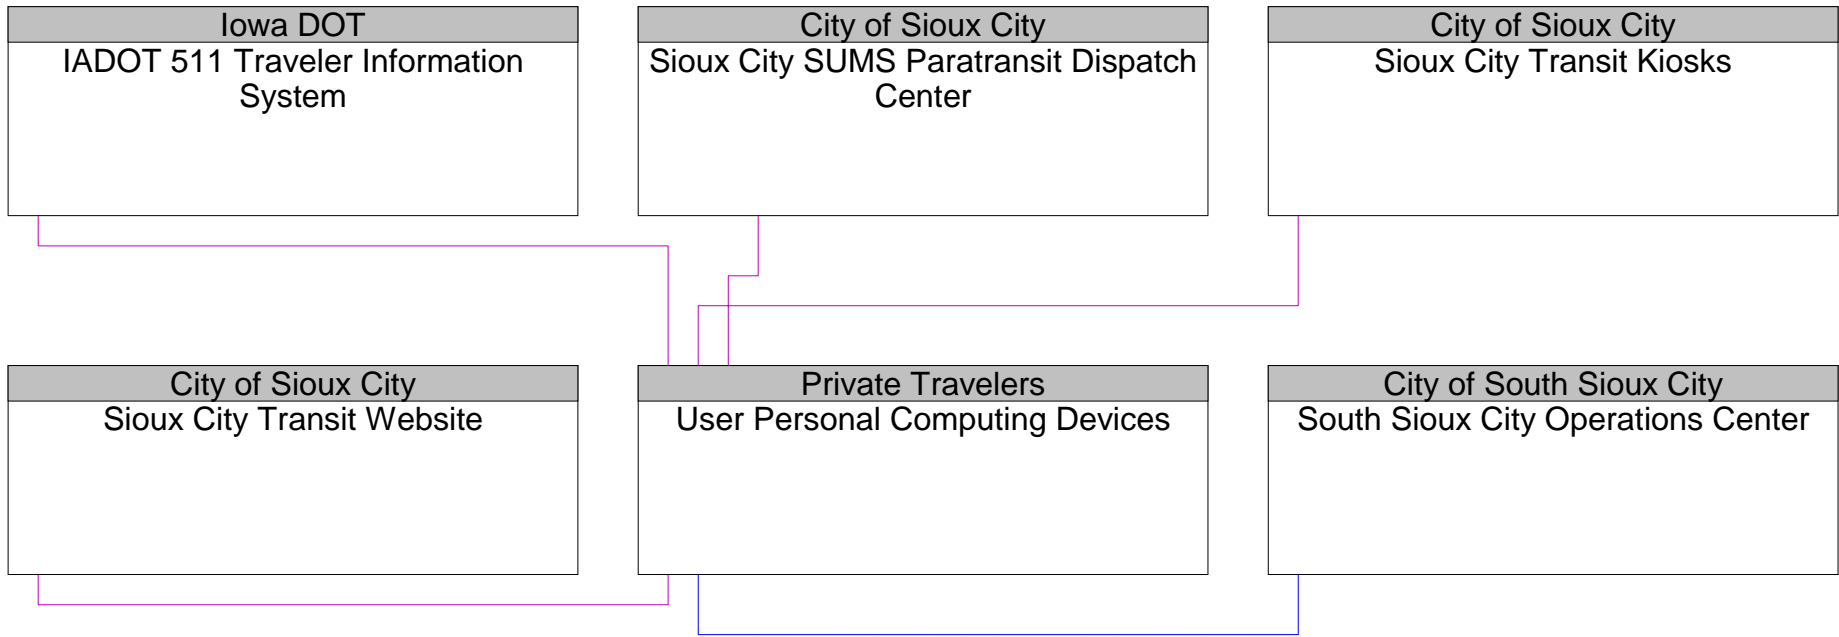 Iowa DOT
IADOT 511 Traveler Information
System
City of Sioux City
Sioux City SUMS Paratransit Dispatch
Center
City of Sioux City
Sioux City Transit Kiosks
City of Sioux City
Sioux City Transit Website
Private Travelers
User Personal Computing Devices
City of South Sioux City
South Sioux City Operations Center